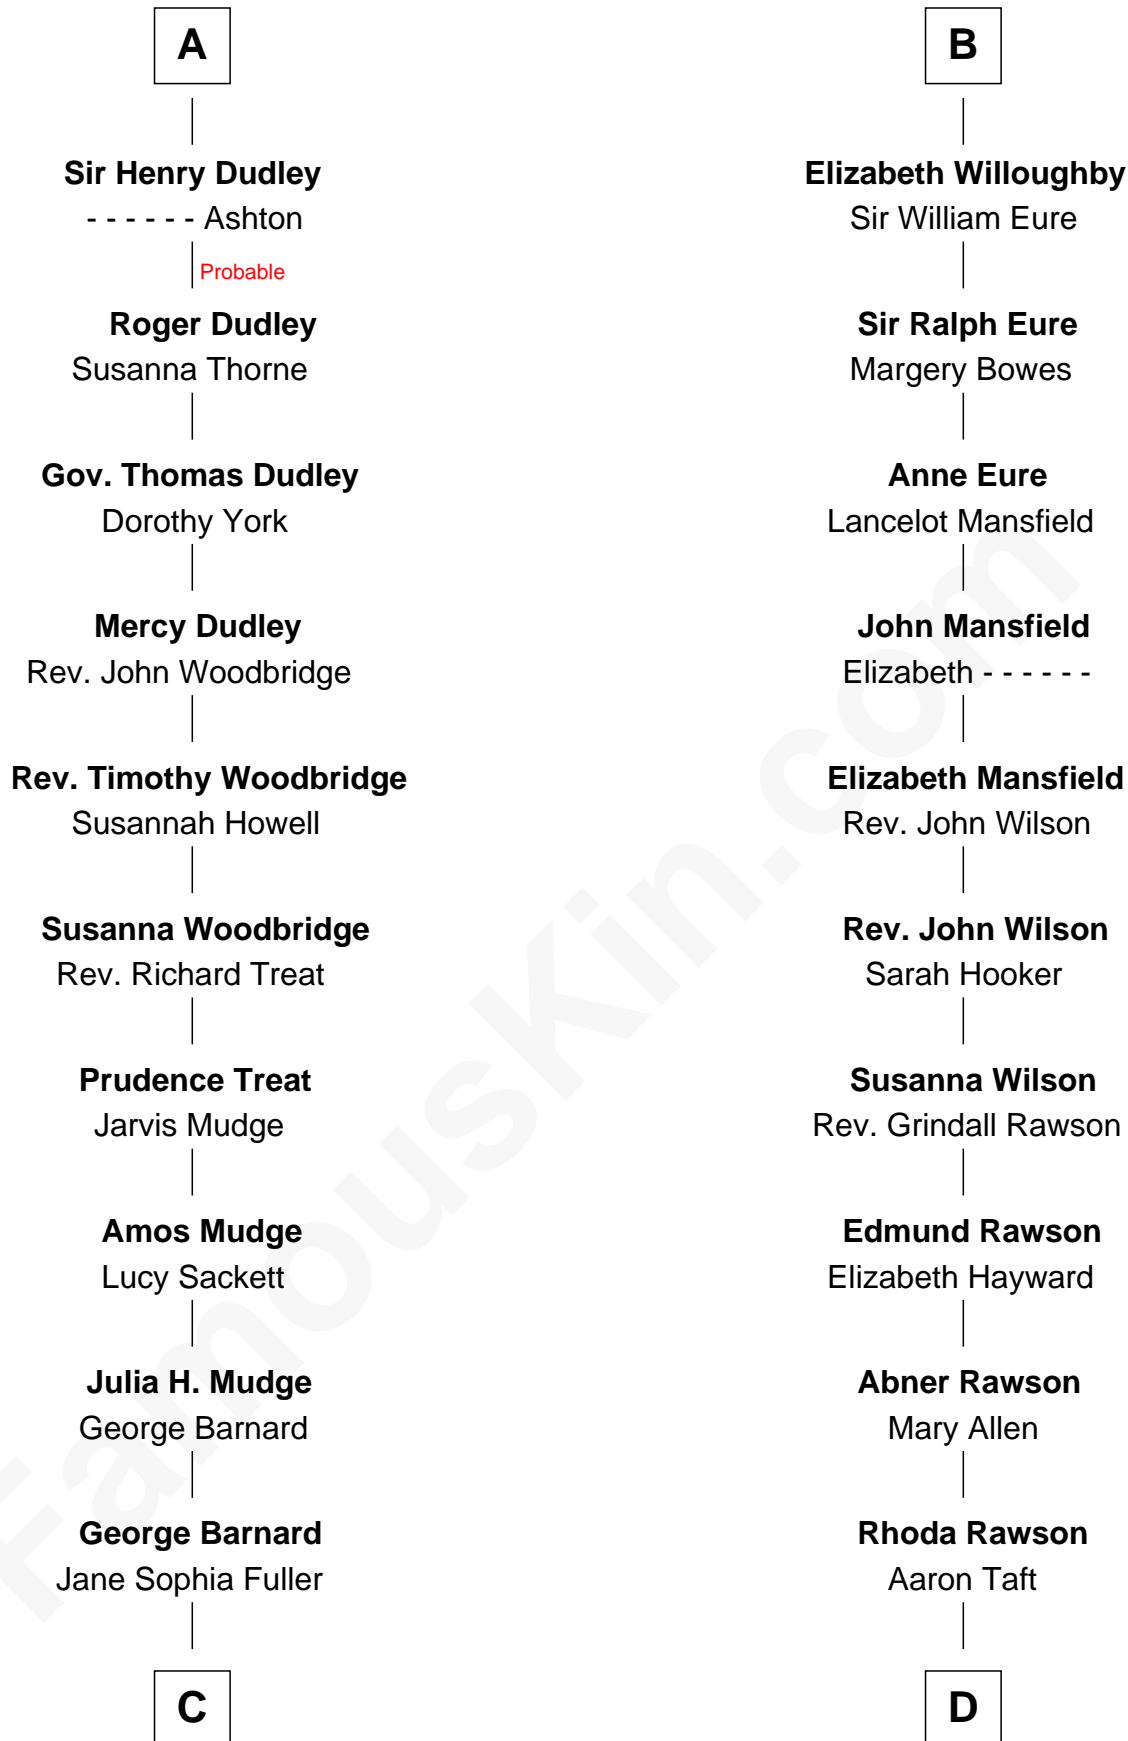 A
Sir Henry Dudley
- - - - - - Ashton
Probable
Roger Dudley
Susanna Thorne
Gov. Thomas Dudley
Dorothy York
Mercy Dudley
Rev. John Woodbridge
Rev. Timothy Woodbridge
Susannah Howell
Susanna Woodbridge
Rev. Richard Treat
Prudence Treat
Jarvis Mudge
Amos Mudge
Lucy Sackett
Julia H. Mudge
George Barnard
George Barnard
Jane Sophia Fuller
C
B
Elizabeth Willoughby
Sir William Eure
Sir Ralph Eure
Margery Bowes
Anne Eure
Lancelot Mansfield
John Mansfield
Elizabeth - - - - - -
Elizabeth Mansfield
Rev. John Wilson
Rev. John Wilson
Sarah Hooker
Susanna Wilson
Rev. Grindall Rawson
Edmund Rawson
Elizabeth Hayward
Abner Rawson
Mary Allen
Rhoda Rawson
Aaron Taft
D
FamousKin.com